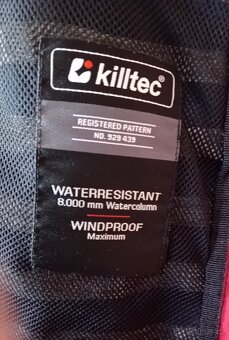 killtec®
REGISTERED PATTERN
NO. 929 439
WATERRESISTANT
8.000 mm Watercolumn
WINDPROOF
Maximum